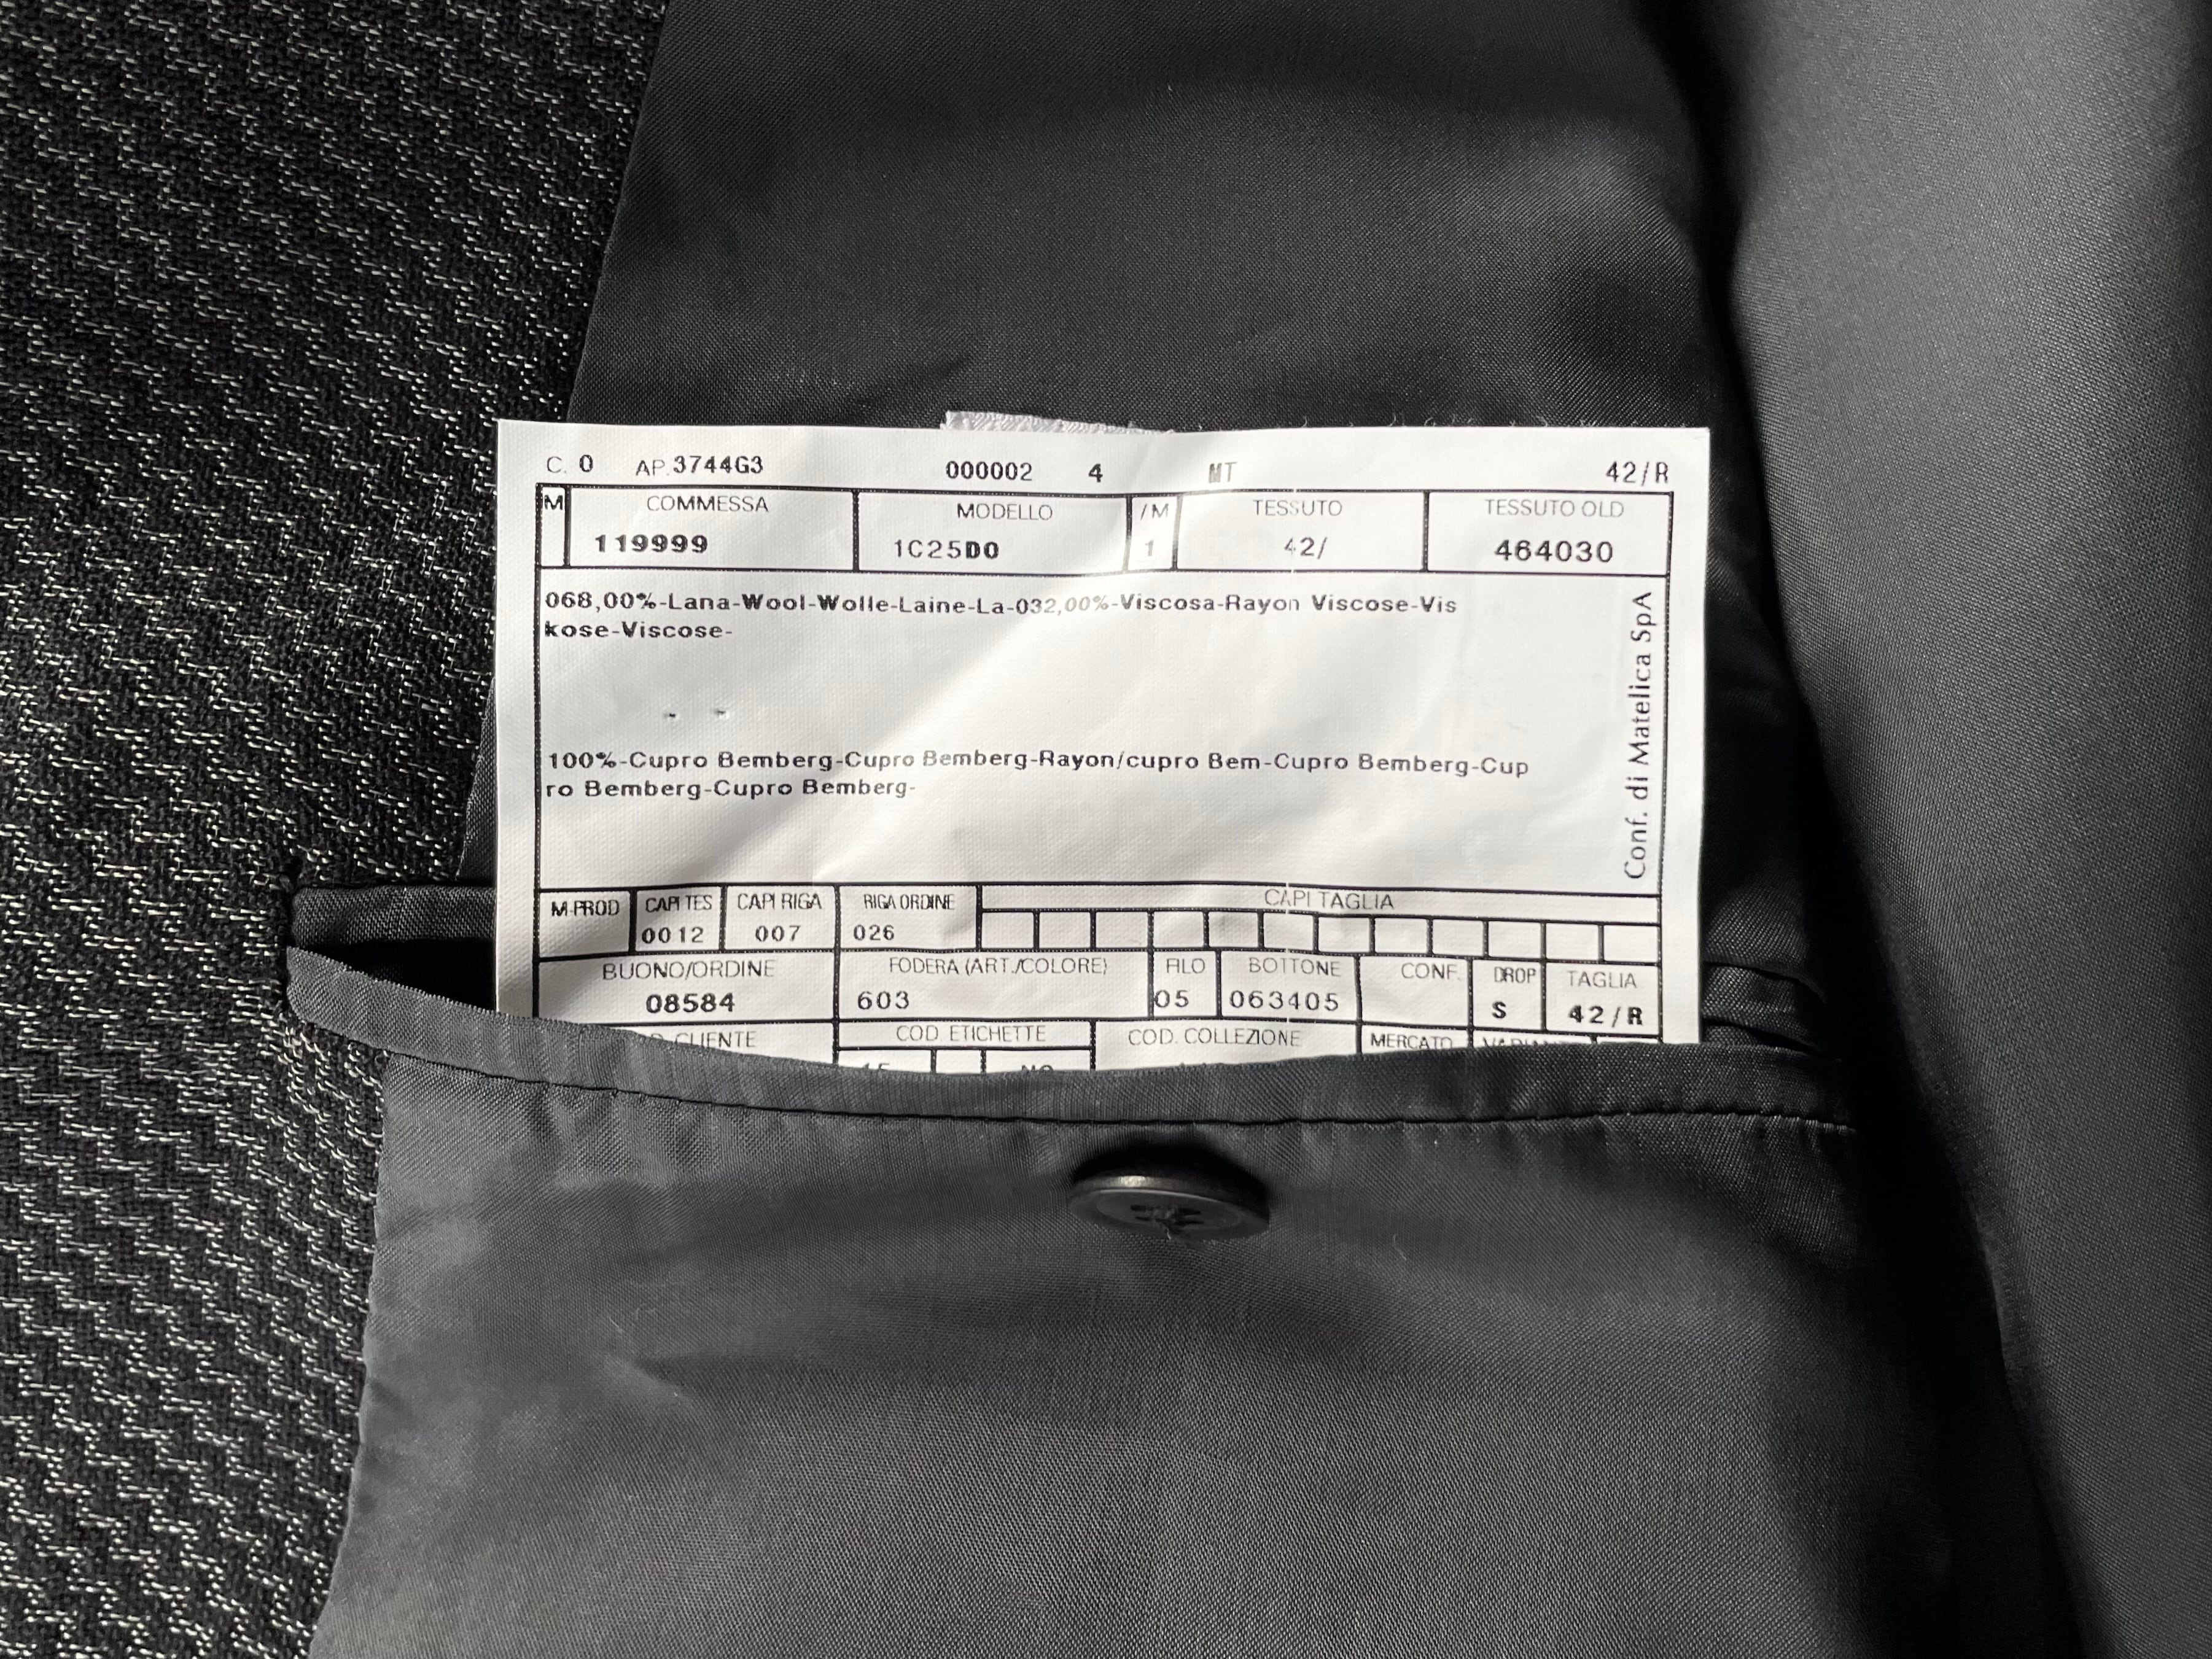 C. 0 AP. 3744G3 000002 4 MT 42/R
M COMMESSA MODELLO /M TESSUTO TESSUTO OLD
119999 1C25D0 1 42/ 464030
068,00%-Lana-Wool-Wolle-Laine-La-032,00%-Viscosa-Rayon Viscose-Vis
kose-Viscose-
- -
100%-Cupro Bemberg-Cupro Bemberg-Rayon/cupro Bem-Cupro Bemberg-Cup
ro Bemberg-Cupro Bemberg-
Conf. di Matelica SpA
M-PROD CAPI TES CAPI RIGA RIGA ORDINE CAPI TAGLIA
0012 007 026
BUONO/ORDINE FODERA (ART./COLORE) FILO BOTTONE CONF. DROP TAGLIA
08584 603 05 063405 S 42/R
CLIENTE COD. ETICHETTE COD. COLLEZIONE MERCATO